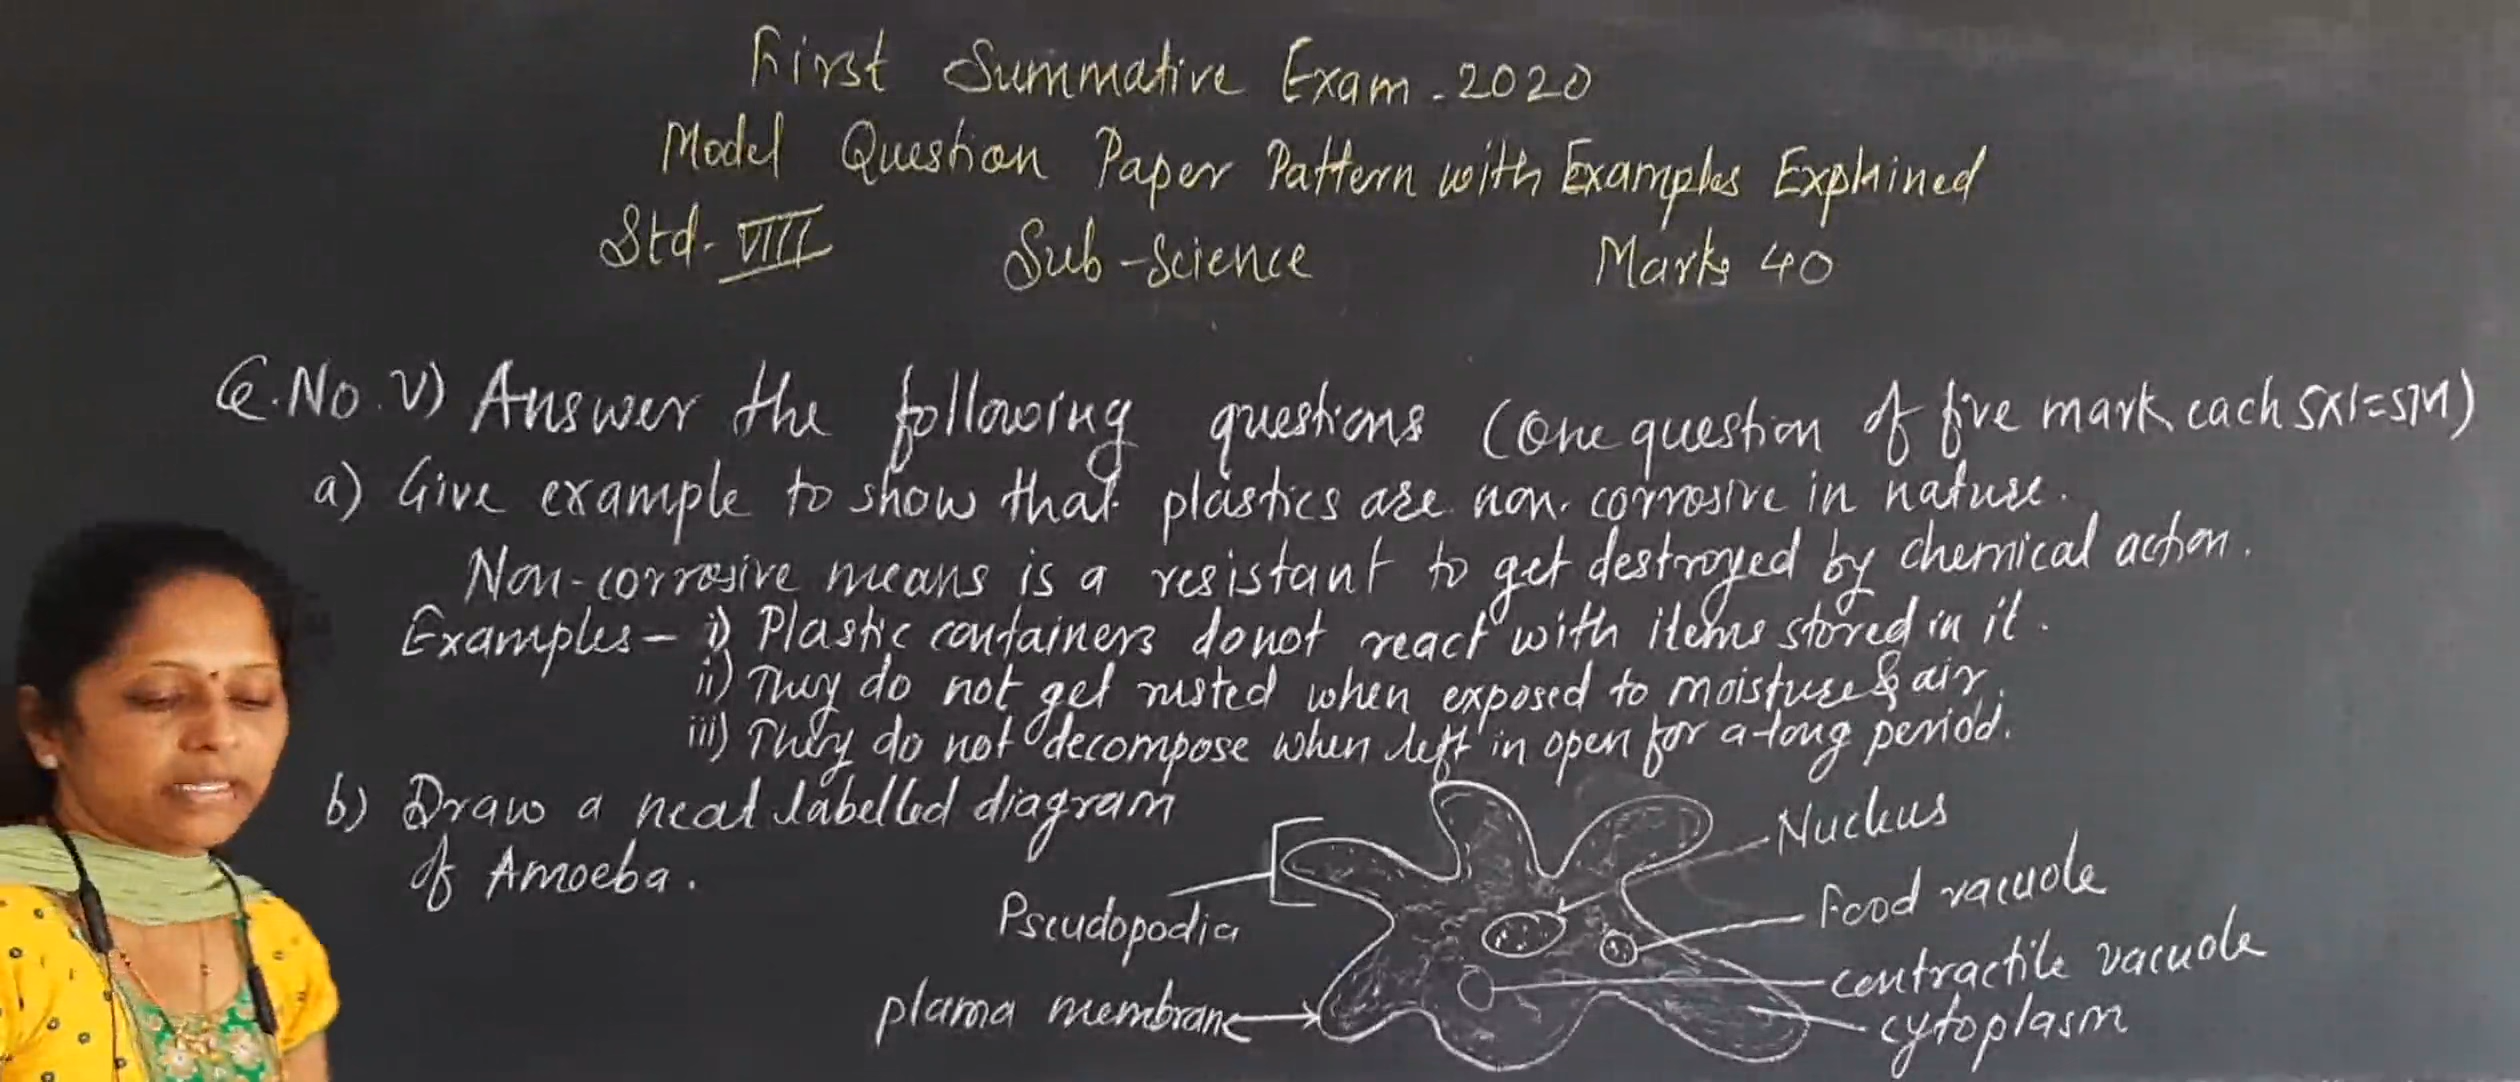 First Summative Exam - 2020
Model Question Paper Pattern with Examples Explained
Std - VIII Sub - Science Marks 40
Q.No. V) Answer the following questions (One question of five mark each 5x1=5M)
a) Give example to show that plastics are non-corrosive in nature.
Non-corrosive means is a resistant to get destroyed by chemical action.
Examples - i) Plastic containers donot react with items stored in it.
ii) They do not get rusted when exposed to moisture & air.
iii) They do not decompose when left in open for a long period.
b) Draw a neat labelled diagram
of Amoeba.
Nucleus
Food vacuole
Pseudopodia
contractile vacuole
plama membrane
cytoplasm